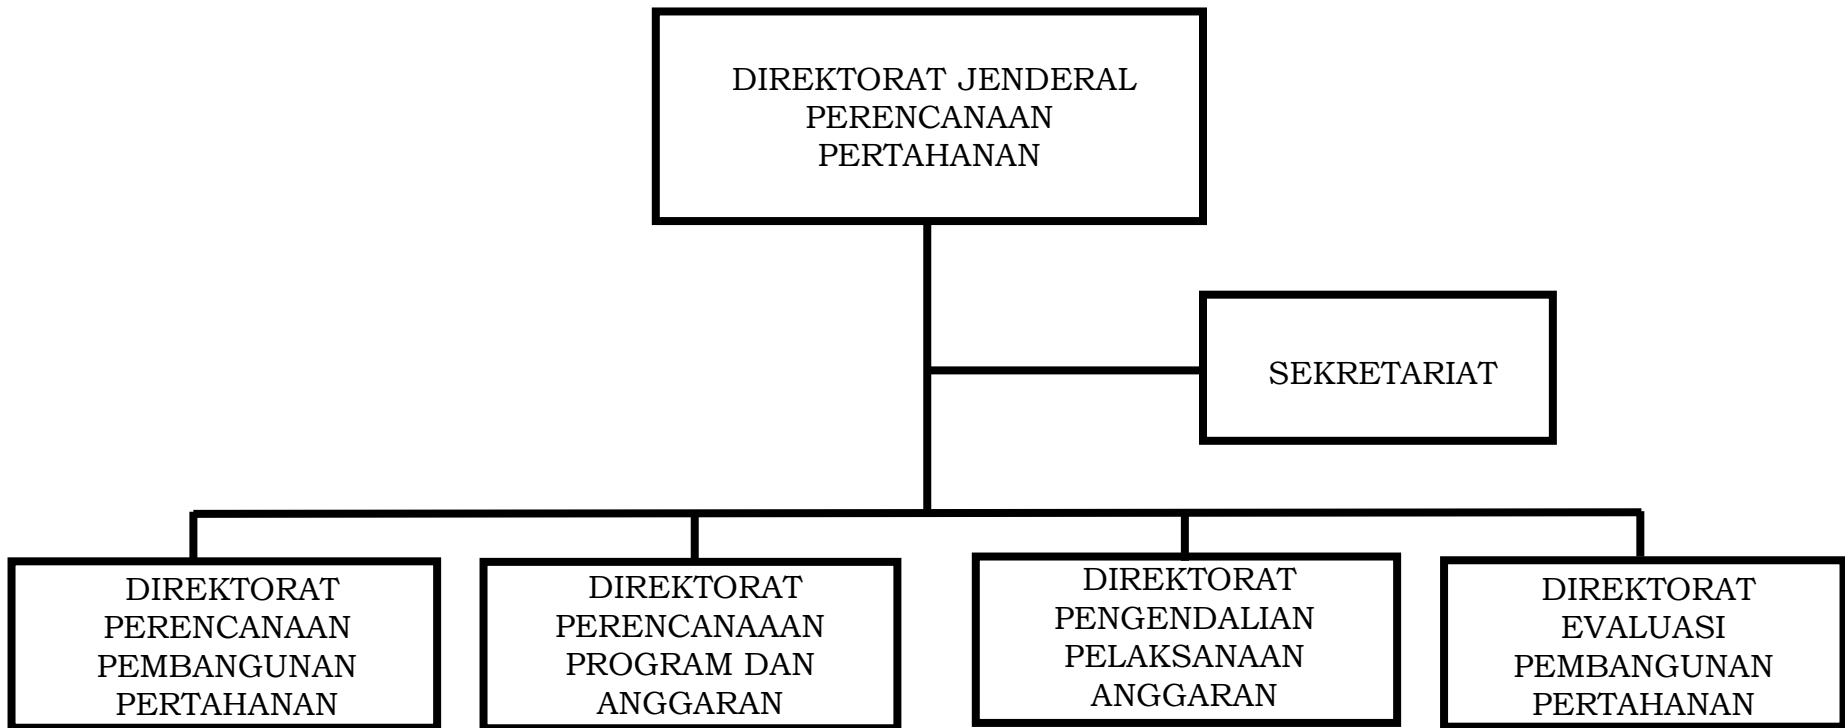 DIREKTORAT JENDERAL
PERENCANAAN
PERTAHANAN
SEKRETARIAT
DIREKTORAT
PERENCANAAN
PEMBANGUNAN
PERTAHANAN
DIREKTORAT
PERENCANAAAN
PROGRAM DAN
ANGGARAN
DIREKTORAT
PENGENDALIAN
PELAKSANAAN
ANGGARAN
DIREKTORAT
EVALUASI
PEMBANGUNAN
PERTAHANAN